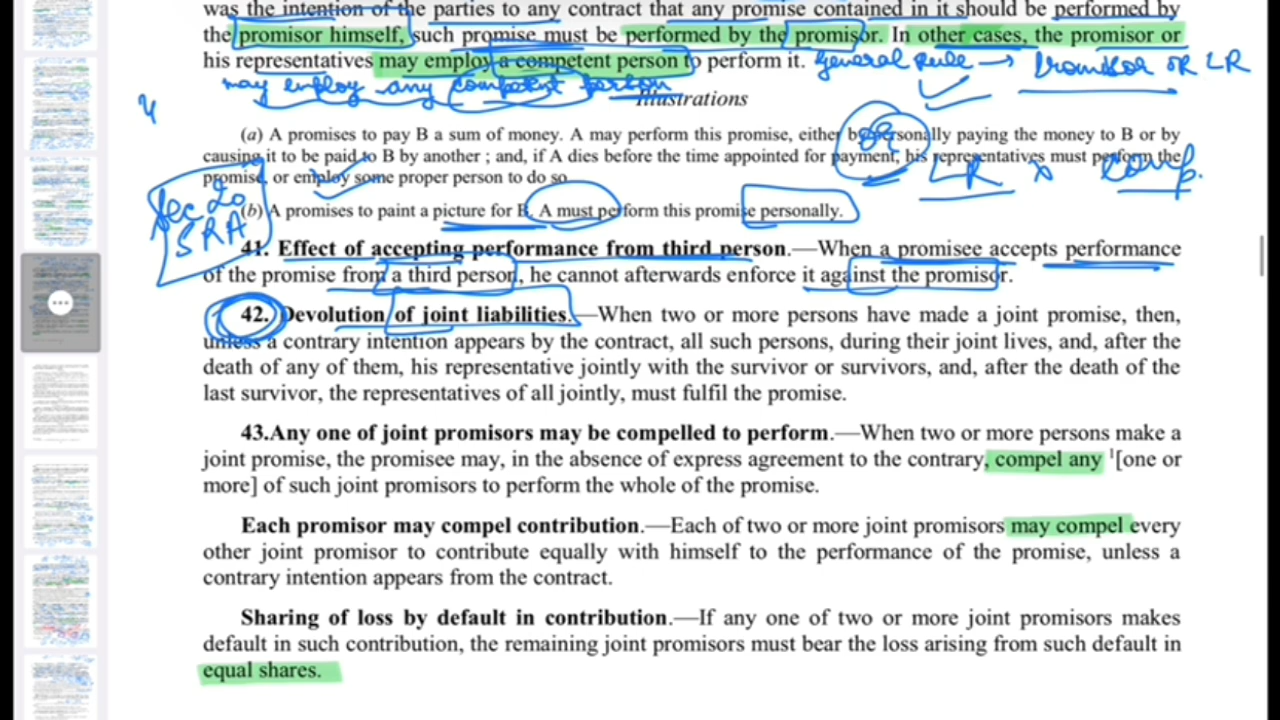 was the intention of the parties to any contract that any promise contained in it should be performed by
the promisor himself, such promise must be performed by the promisor. In other cases, the promisor or
his representatives may employ a competent person to perform it. General Rule → Promisor or LR
may employ any competent person
Illustrations
(a) A promises to pay B a sum of money. A may perform this promise, either by personally paying the money to B or by
causing it to be paid to B by another ; and, if A dies before the time appointed for payment, his representatives must perform the
promise, or employ some proper person to do so.
or
LR
Comp.
Sec 20
SRA
(b) A promises to paint a picture for B. A must perform this promise personally.
41. Effect of accepting performance from third person.—When a promisee accepts performance
of the promise from a third person, he cannot afterwards enforce it against the promisor.
42. Devolution of joint liabilities.—When two or more persons have made a joint promise, then,
unless a contrary intention appears by the contract, all such persons, during their joint lives, and, after the
death of any of them, his representative jointly with the survivor or survivors, and, after the death of the
last survivor, the representatives of all jointly, must fulfil the promise.
43.Any one of joint promisors may be compelled to perform.—When two or more persons make a
joint promise, the promisee may, in the absence of express agreement to the contrary, compel any ¹[one or
more] of such joint promisors to perform the whole of the promise.
Each promisor may compel contribution.—Each of two or more joint promisors may compel every
other joint promisor to contribute equally with himself to the performance of the promise, unless a
contrary intention appears from the contract.
Sharing of loss by default in contribution.—If any one of two or more joint promisors makes
default in such contribution, the remaining joint promisors must bear the loss arising from such default in
equal shares.